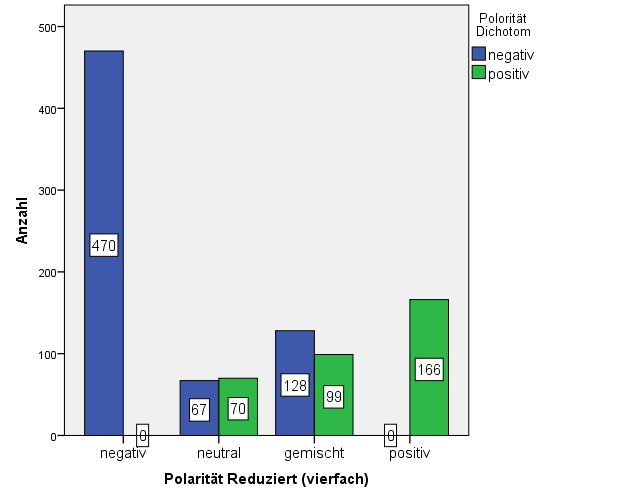 Polorität
Dichotom
negativ
positiv
Anzahl
500
400
300
200
100
0
470
0
67
70
128
99
0
166
negativ
neutral
gemischt
positiv
Polarität Reduziert (vierfach)